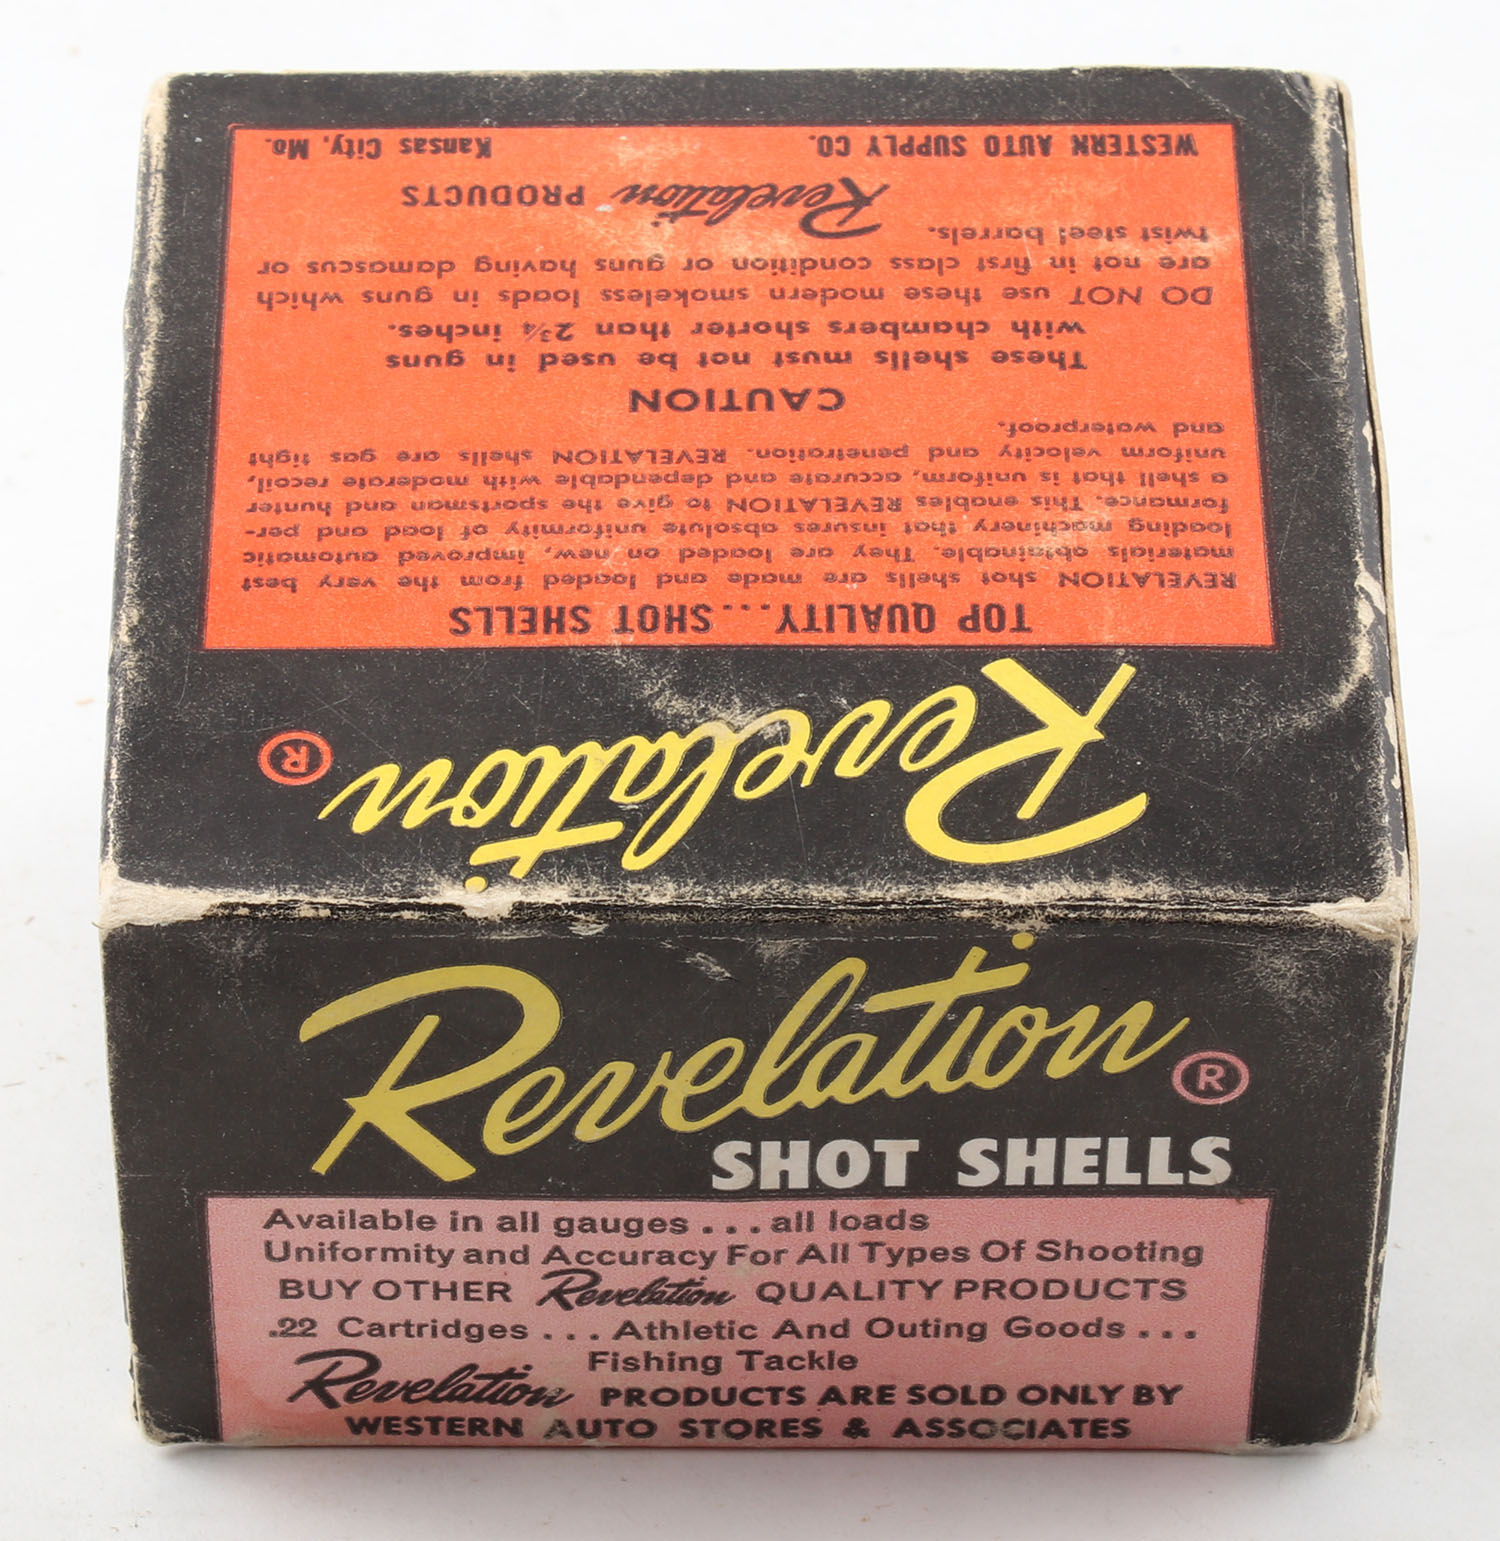 Revelation ®
TOP QUALITY...SHOT SHELLS
REVELATION shot shells are made and loaded from the very best
materials obtainable. They are loaded on new, improved automatic
loading machinery that insures absolute uniformity of load and per-
formance. This enables REVELATION to give the sportsman and hunter
a shell that is uniform, accurate and dependable with moderate recoil,
uniform velocity and penetration. REVELATION shells are gas tight
and waterproof.
CAUTION
These shells must not be used in guns
with chambers shorter than 2¾ inches.
DO NOT use these modern smokeless loads in guns which
are not in first class condition or guns having damascus or
twist steel barrels.
Revelation PRODUCTS
WESTERN AUTO SUPPLY CO. Kansas City, Mo.
Revelation ®
SHOT SHELLS
Available in all gauges . . . all loads
Uniformity and Accuracy For All Types Of Shooting
BUY OTHER Revelation QUALITY PRODUCTS
.22 Cartridges . . . Athletic And Outing Goods . . .
Fishing Tackle
Revelation PRODUCTS ARE SOLD ONLY BY
WESTERN AUTO STORES & ASSOCIATES